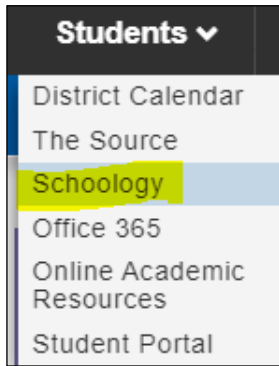 Students
District Calendar
The Source
Schoology
Office 365
Online Academic
Resources
Student Portal